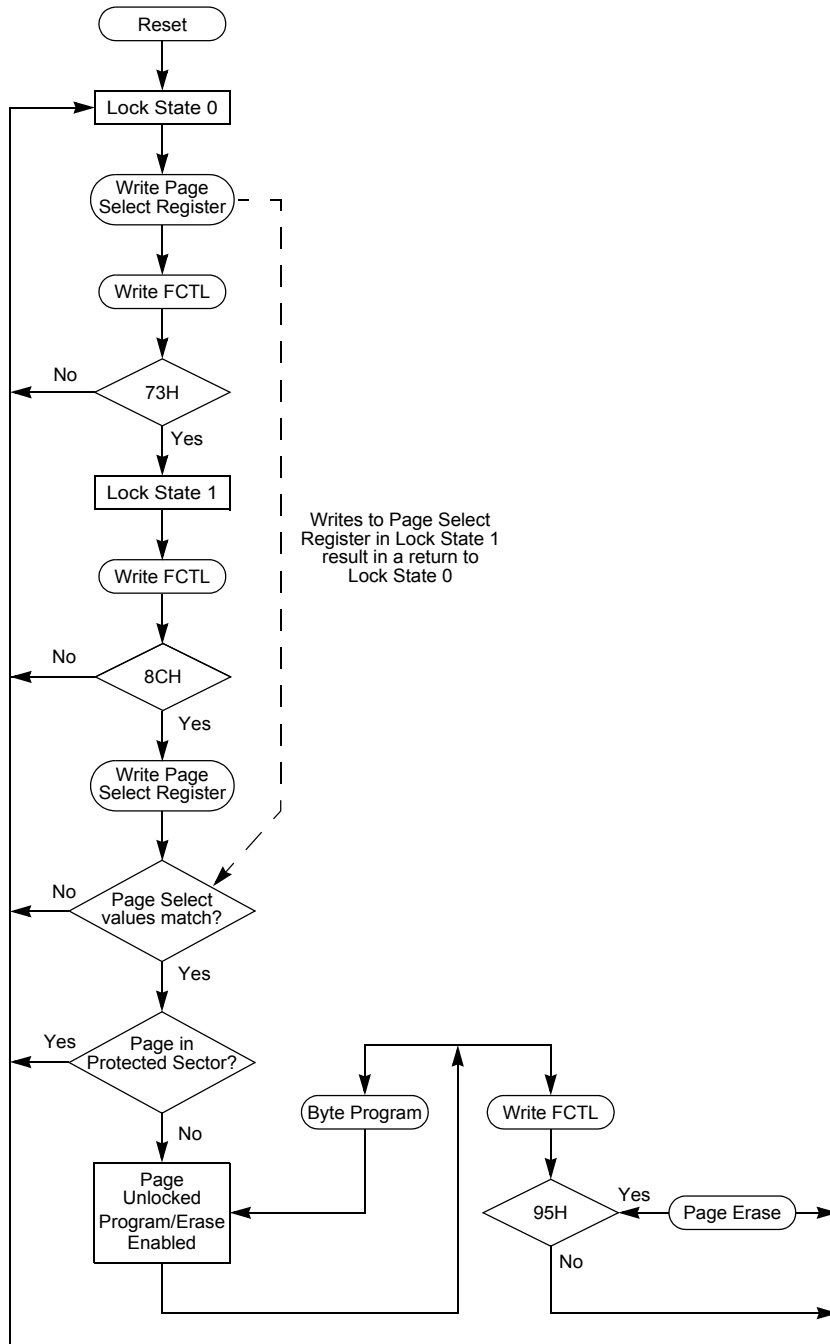 Reset
Lock State 0
Write Page
Select Register
Write FCTL
No
73H
Yes
Lock State 1
Writes to Page Select
Register in Lock State 1
result in a return to
Lock State 0
Write FCTL
No
8CH
Yes
Write Page
Select Register
No
Page Select
values match?
Yes
Yes
Page in
Protected Sector?
No
Byte Program
Write FCTL
Page
Unlocked
Program/Erase
Enabled
95H
Yes
Page Erase
No